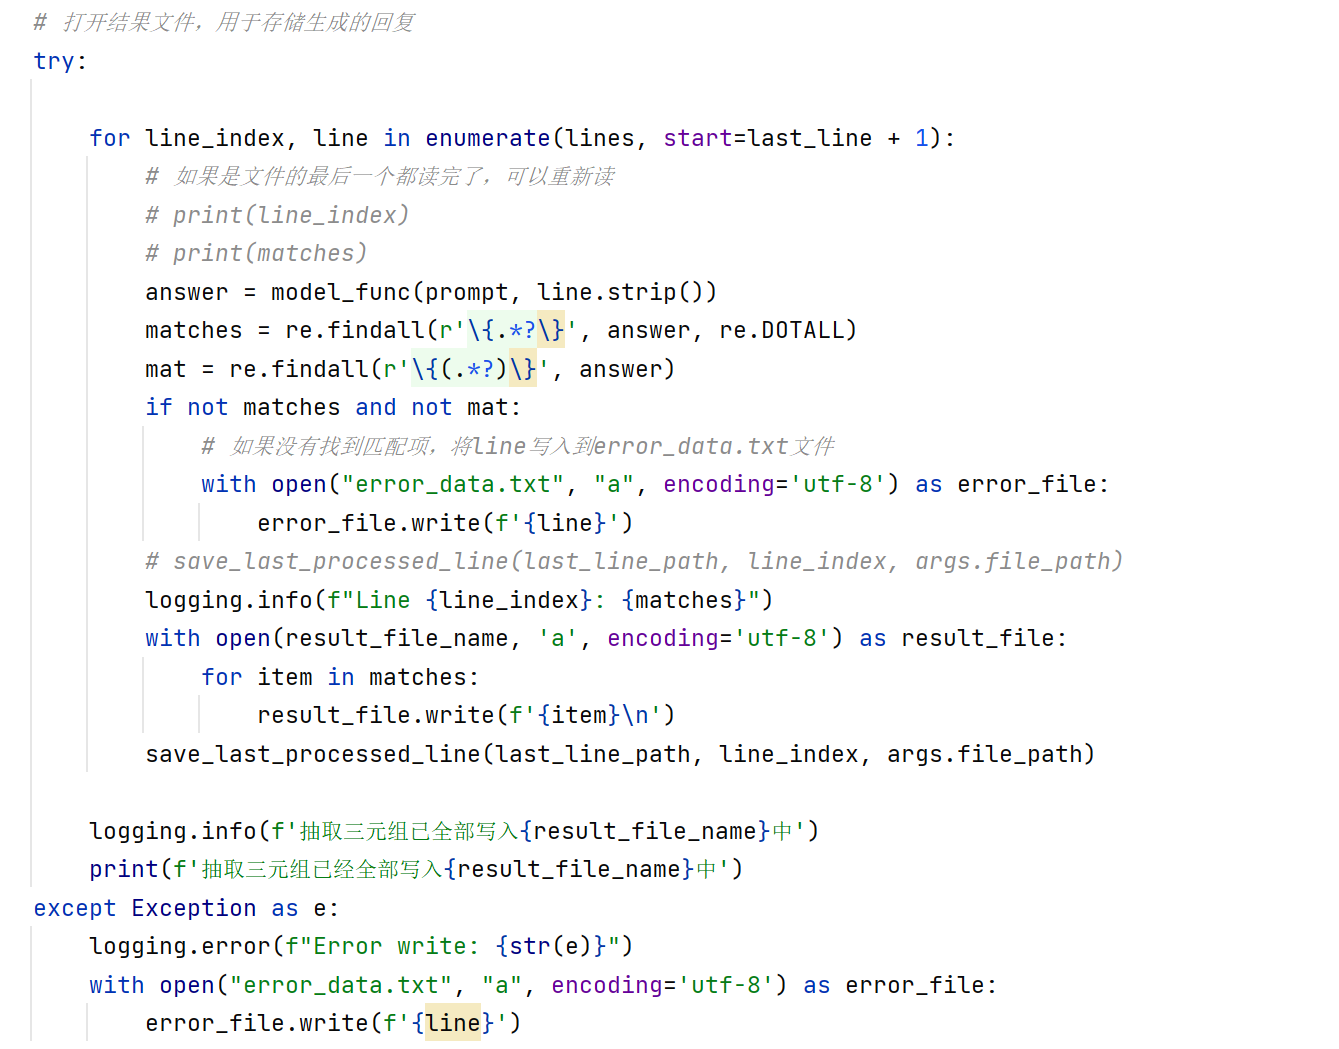 # 打开结果文件，用于存储生成的回复
try:
for line_index, line in enumerate(lines, start=last_line + 1):
# 如果是文件的最后一个都读完了，可以重新读
# print(line_index)
# print(matches)
answer = model_func(prompt, line.strip())
matches = re.findall(r'\{.*?\}', answer, re.DOTALL)
mat = re.findall(r'\{(.*?)\}', answer)
if not matches and not mat:
# 如果没有找到匹配项，将line写入到error_data.txt文件
with open("error_data.txt", "a", encoding='utf-8') as error_file:
error_file.write(f'{line}')
# save_last_processed_line(last_line_path, line_index, args.file_path)
logging.info(f"Line {line_index}: {matches}")
with open(result_file_name, 'a', encoding='utf-8') as result_file:
for item in matches:
result_file.write(f'{item}\n')
save_last_processed_line(last_line_path, line_index, args.file_path)
logging.info(f'抽取三元组已全部写入{result_file_name}中')
print(f'抽取三元组已经全部写入{result_file_name}中')
except Exception as e:
logging.error(f"Error write: {str(e)}")
with open("error_data.txt", "a", encoding='utf-8') as error_file:
error_file.write(f'{line}')